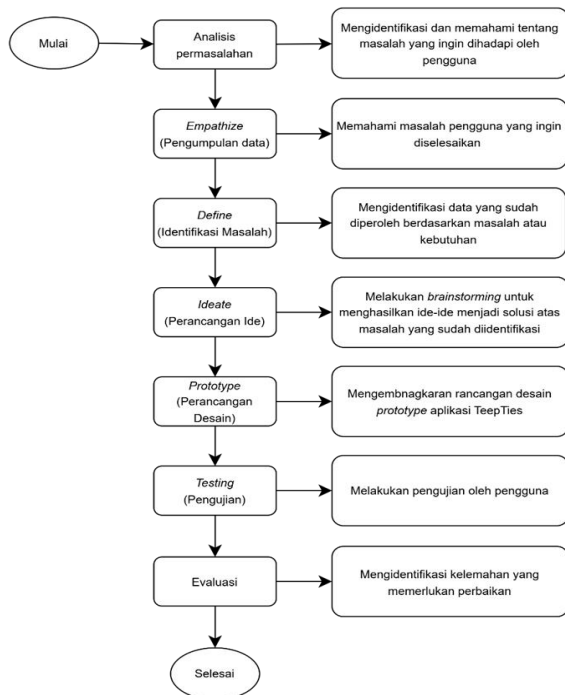 Mulai
Analisis
permasalahan
Mengidentifikasi dan memahami tentang
masalah yang ingin dihadapi oleh
pengguna
Empathize
(Pengumpulan data)
Memahami masalah pengguna yang ingin
diselesaikan
Define
(Identifikasi Masalah)
Mengidentifikasi data yang sudah
diperoleh berdasarkan masalah atau
kebutuhan
Ideate
(Perancangan Ide)
Melakukan brainstorming untuk
menghasilkan ide-ide menjadi solusi atas
masalah yang sudah diidentifikasi
Prototype
(Perancangan
Desain)
Mengembnagkaran rancangan desain
prototype aplikasi TeepTies
Testing
(Pengujian)
Melakukan pengujian oleh pengguna
Evaluasi
Mengidentifikasi kelemahan yang
memerlukan perbaikan
Selesai